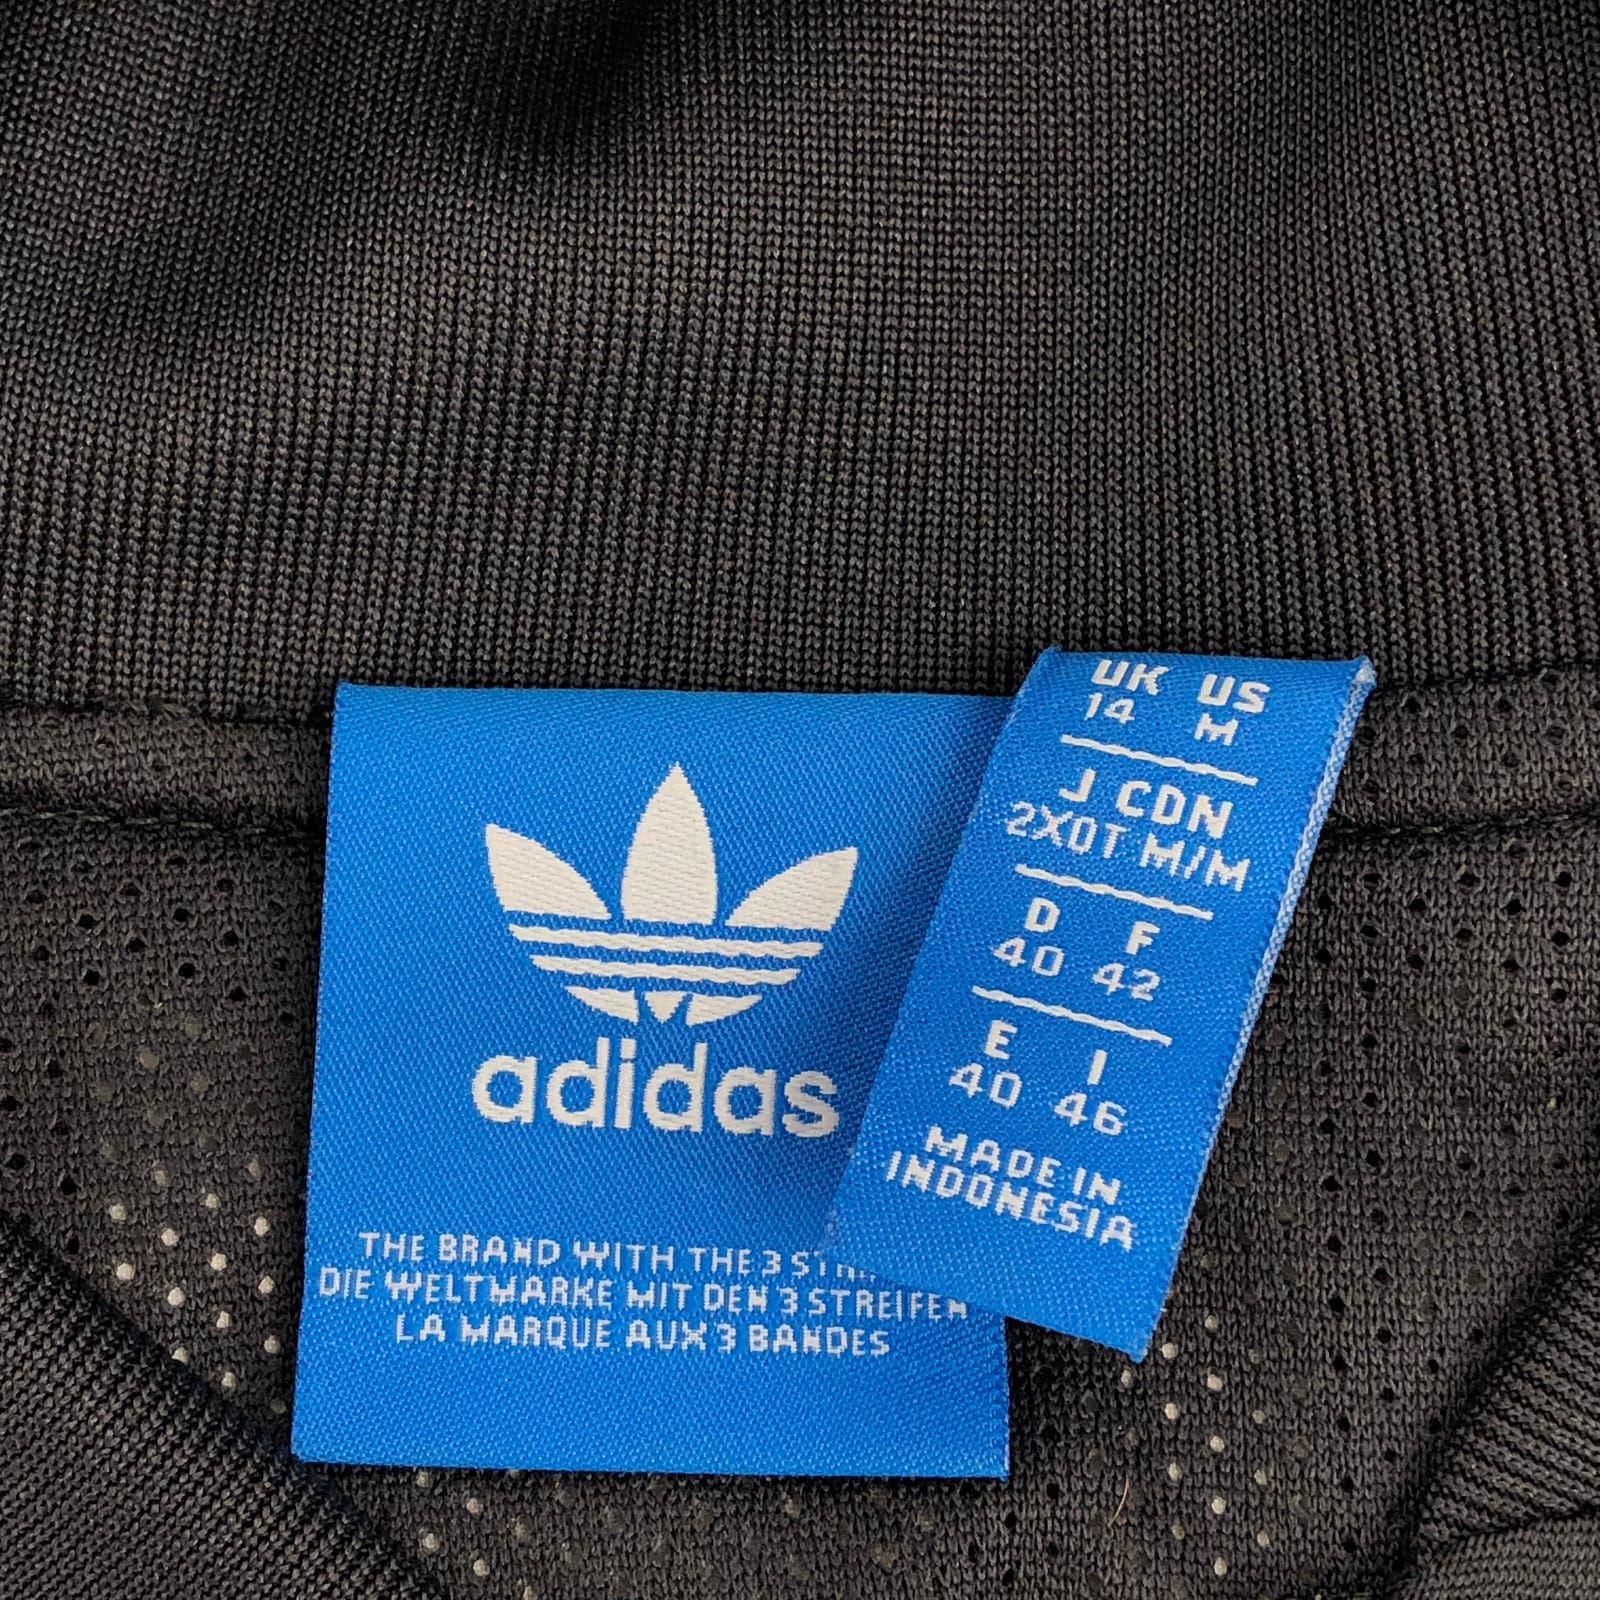 adidas
THE BRAND WITH THE 3
DIE WELTMARKE MIT DEN 3 STREIFEN
LA MARQUE AUX 3 BANDES
UK US
14 M
J CDN
2XOT M/M
D F
40 42
E I
40 46
MADE IN
INDONESIA